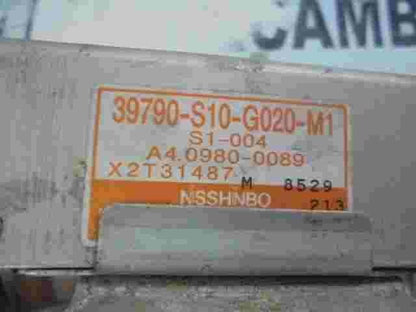 CAMB
39790-S10-G020-M1
S1-004
A4.0980-0089
X2T31487 M 8529
NSSHNBO 213